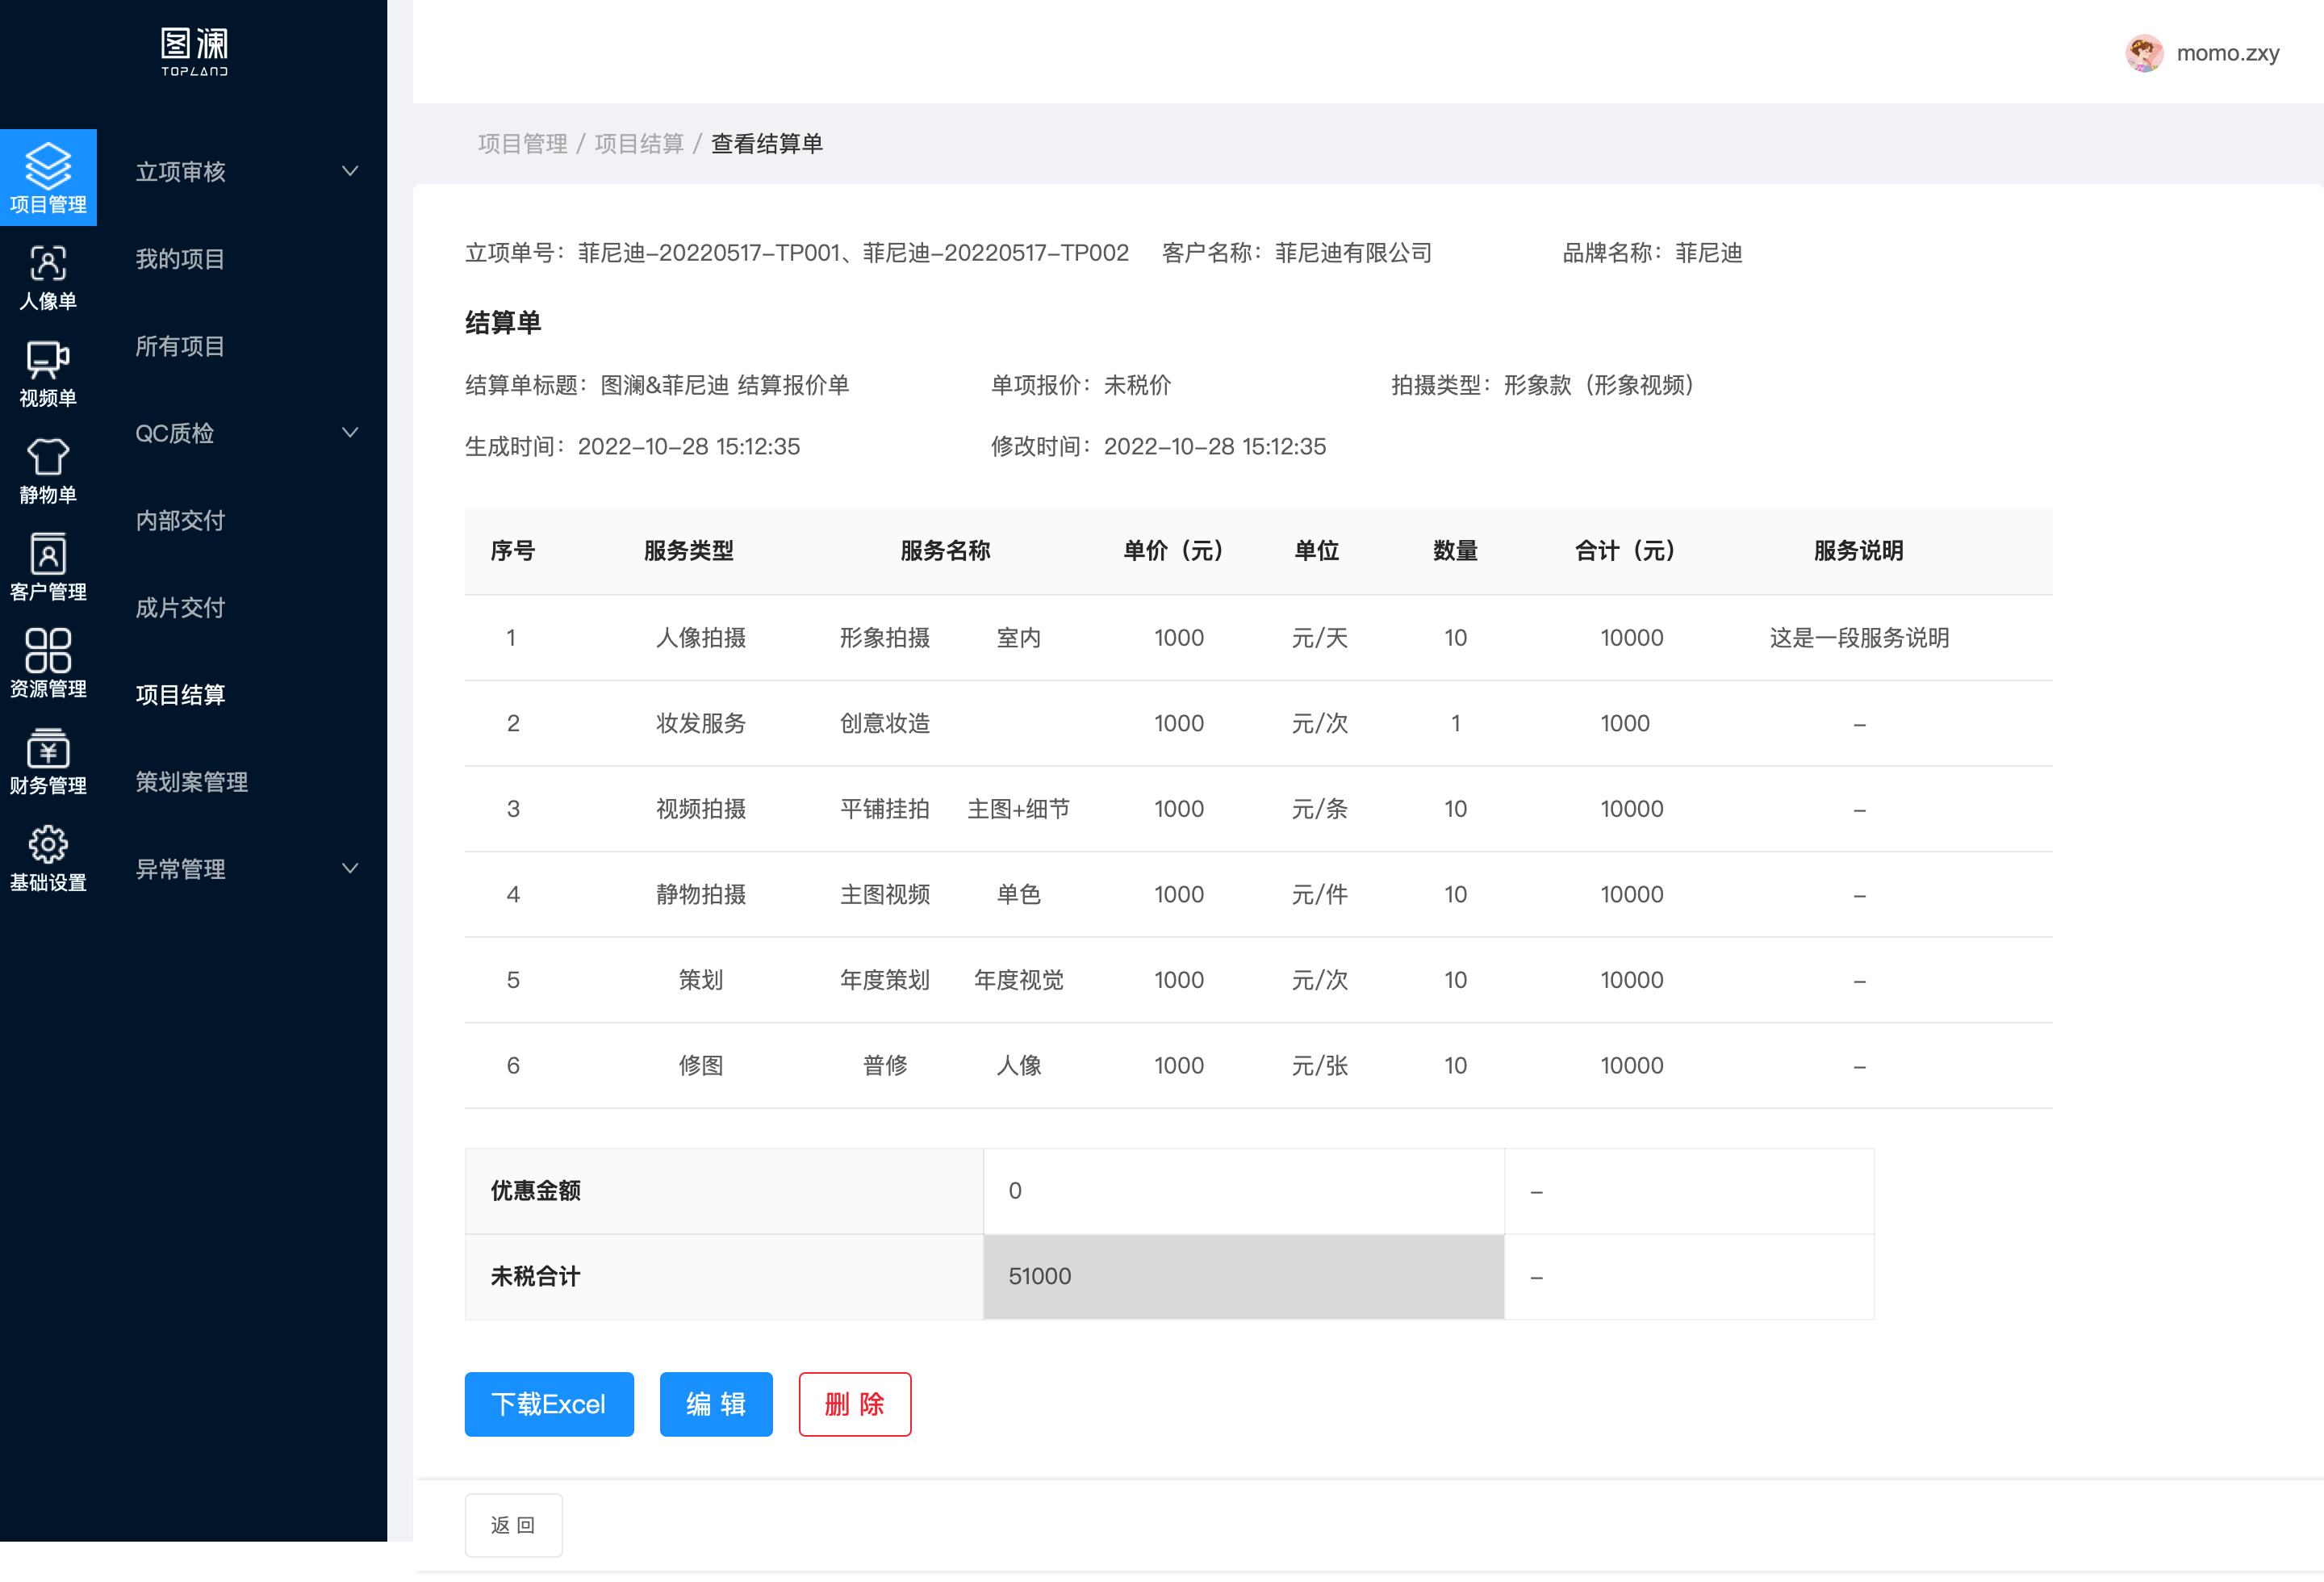 图澜
TOPLAND
momo.zxy
项目管理
人像单
视频单
静物单
客户管理
资源管理
财务管理
基础设置
立项审核
我的项目
所有项目
QC质检
内部交付
成片交付
项目结算
策划案管理
异常管理
项目管理 / 项目结算 / 查看结算单
立项单号：菲尼迪-20220517-TP001、菲尼迪-20220517-TP002 客户名称：菲尼迪有限公司 品牌名称：菲尼迪
结算单
结算单标题：图澜&菲尼迪 结算报价单 单项报价：未税价 拍摄类型：形象款（形象视频）
生成时间：2022-10-28 15:12:35 修改时间：2022-10-28 15:12:35
序号 服务类型 服务名称 单价（元） 单位 数量 合计（元） 服务说明
1 人像拍摄 形象拍摄 室内 1000 元/天 10 10000 这是一段服务说明
2 妆发服务 创意妆造 1000 元/次 1 1000 -
3 视频拍摄 平铺挂拍 主图+细节 1000 元/条 10 10000 -
4 静物拍摄 主图视频 单色 1000 元/件 10 10000 -
5 策划 年度策划 年度视觉 1000 元/次 10 10000 -
6 修图 普修 人像 1000 元/张 10 10000 -
优惠金额 0 -
未税合计 51000 -
下载Excel 编 辑 删 除
返 回